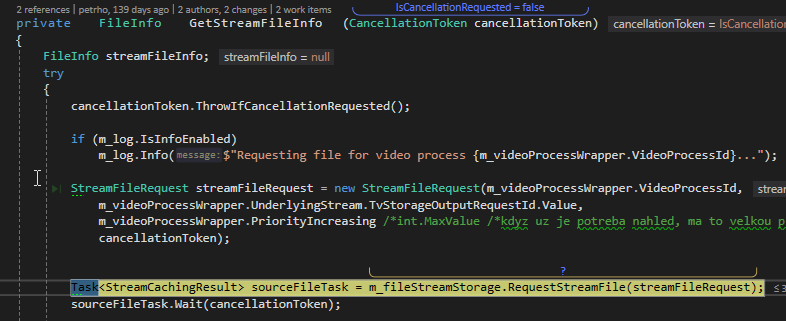 2 references | petrho, 139 days ago | 2 authors, 2 changes | 2 work items
IsCancellationRequested = false
private FileInfo GetStreamFileInfo (CancellationToken cancellationToken) cancellationToken = IsCancellation
{
FileInfo streamFileInfo; streamFileInfo = null
try
{
cancellationToken.ThrowIfCancellationRequested();
if (m_log.IsInfoEnabled)
m_log.Info(message: $"Requesting file for video process {m_videoProcessWrapper.VideoProcessId}...");
StreamFileRequest streamFileRequest = new StreamFileRequest(m_videoProcessWrapper.VideoProcessId, stream
m_videoProcessWrapper.UnderlyingStream.TvStorageOutputRequestId.Value,
m_videoProcessWrapper.PriorityIncreasing /*int.MaxValue /*kdyz uz je potreba nahled, ma to velkou p
cancellationToken);
?
Task<StreamCachingResult> sourceFileTask = m_fileStreamStorage.RequestStreamFile(streamFileRequest); ≤3
sourceFileTask.Wait(cancellationToken);